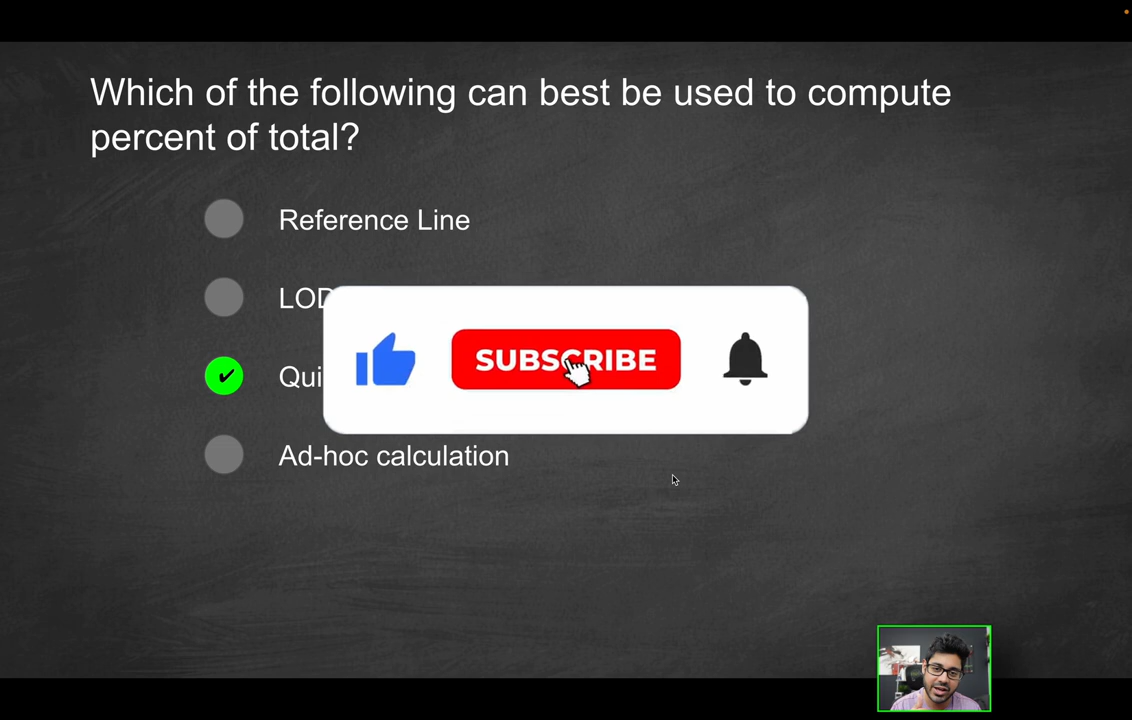 Which of the following can best be used to compute
percent of total?
Reference Line
LOD
SUBSCRIBE
Ad-hoc calculation